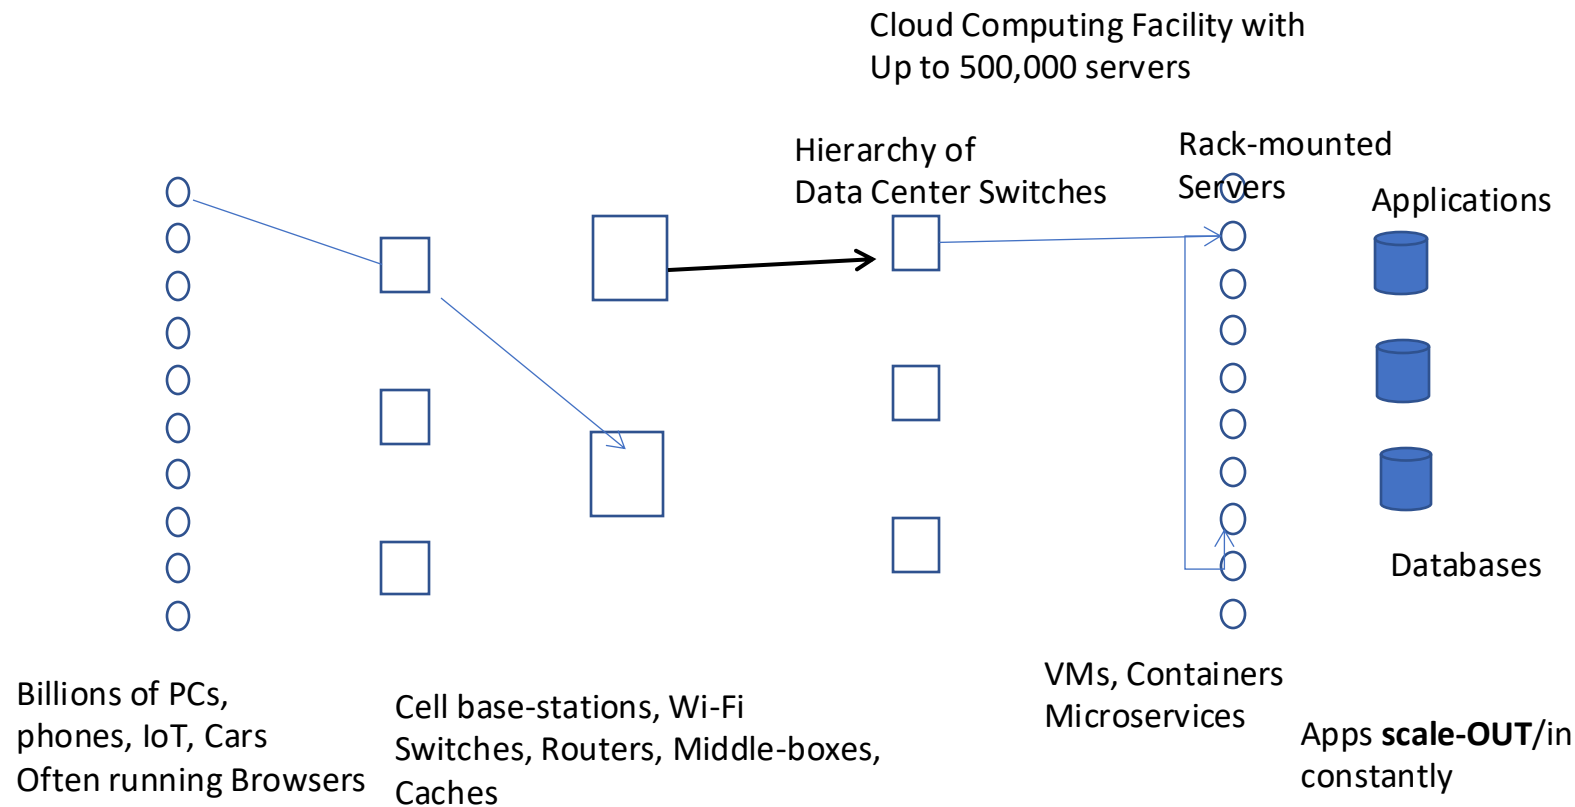 Cloud Computing Facility with
Up to 500,000 servers
Hierarchy of
Data Center Switches
Rack-mounted
Servers
Applications
Databases
Billions of PCs,
phones, IoT, Cars
Often running Browsers
Cell base-stations, Wi-Fi
Switches, Routers, Middle-boxes,
Caches
VMs, Containers
Microservices
Apps scale-OUT/in
constantly